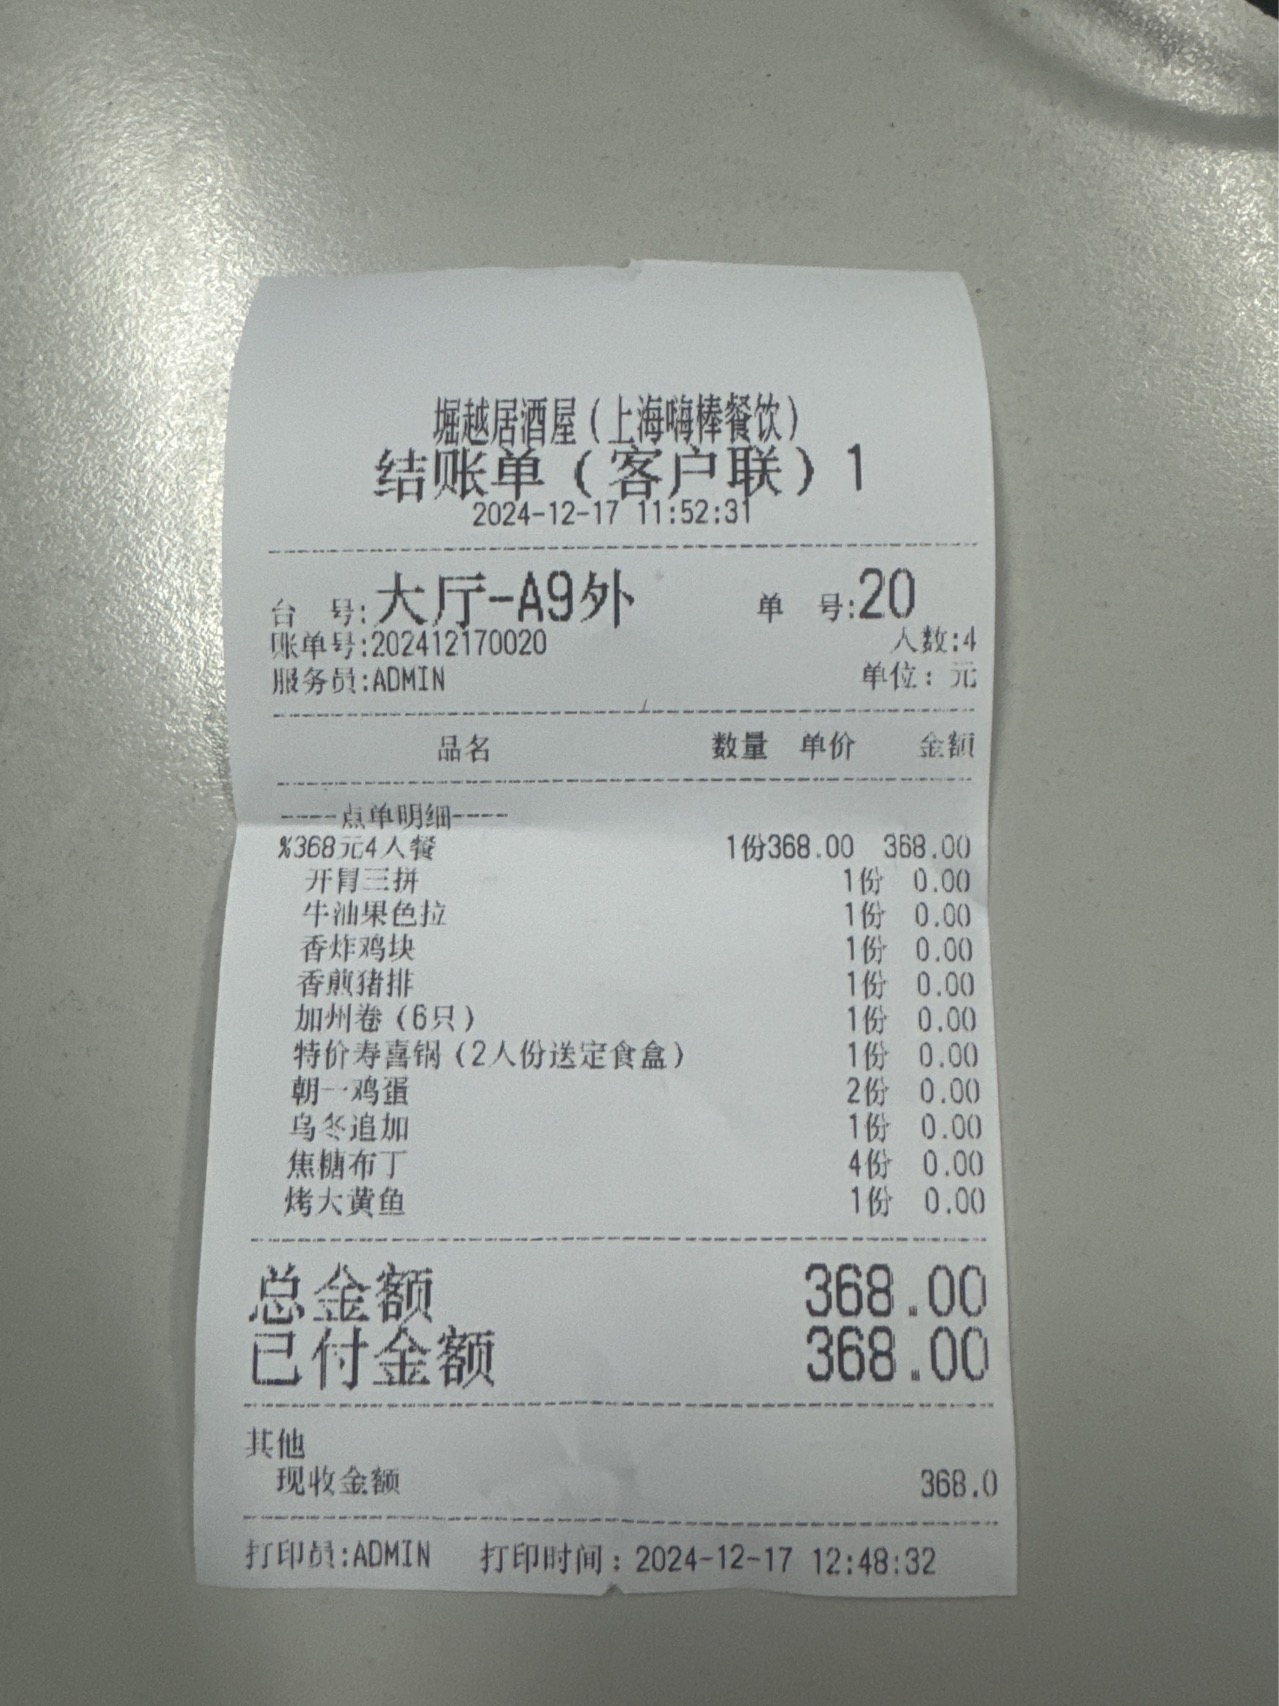 堀越居酒屋(上海嗨棒餐饮)
结账单(客户联)1
2024-12-17 11:52:31
台 号:大厅-A9外 单 号:20
账单号:202412170020 人数:4
服务员:ADMIN 单位: 元
品名 数量 单价 金额
----点单明细----
%368元4人餐 1份368.00 368.00
开胃三拼 1份 0.00
牛油果色拉 1份 0.00
香炸鸡块 1份 0.00
香煎猪排 1份 0.00
加州卷(6只) 1份 0.00
特价寿喜锅(2人份送定食盒) 1份 0.00
朝一鸡蛋 2份 0.00
乌冬追加 1份 0.00
焦糖布丁 4份 0.00
烤大黄鱼 1份 0.00
总金额 368.00
已付金额 368.00
其他
现收金额 368.0
打印员:ADMIN 打印时间: 2024-12-17 12:48:32